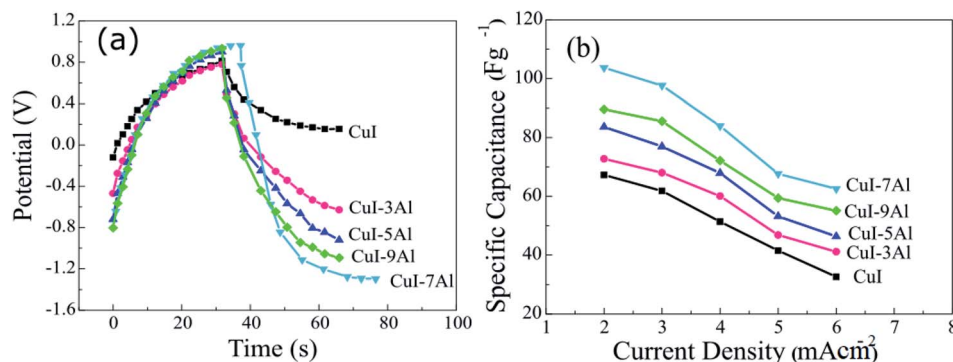 (a)
Potential (V)
1.2
0.8
0.4
0.0
-0.4
-0.8
-1.2
-1.6
CuI
CuI-3Al
CuI-5Al
CuI-9Al
CuI-7Al
0 20 40 60 80 100
Time (s)
(b)
Specific Capacitance (Fg⁻¹)
120
100
80
60
40
20
CuI-7Al
CuI-9Al
CuI-5Al
CuI-3Al
CuI
1 2 3 4 5 6 7 8
Current Density (mAcm⁻²)